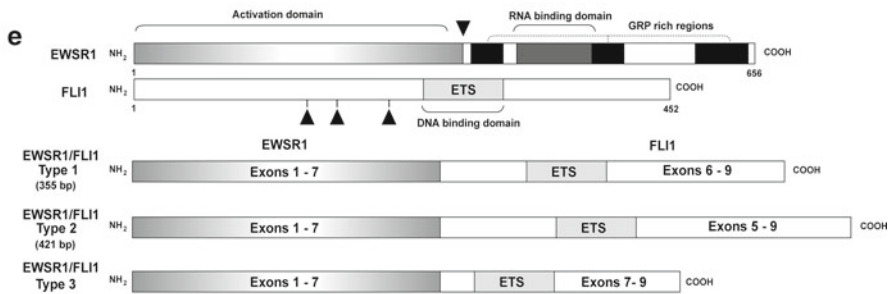 e
Activation domain
RNA binding domain
GRP rich regions
EWSR1 NH2 COOH
1 656
FLI1 NH2 ETS COOH
1 452
DNA binding domain
EWSR1 FLI1
EWSR1/FLI1
Type 1
(355 bp)
NH2 Exons 1 - 7 ETS Exons 6 - 9 COOH
EWSR1/FLI1
Type 2
(421 bp)
NH2 Exons 1 - 7 ETS Exons 5 - 9 COOH
EWSR1/FLI1
Type 3
NH2 Exons 1 - 7 ETS Exons 7- 9 COOH